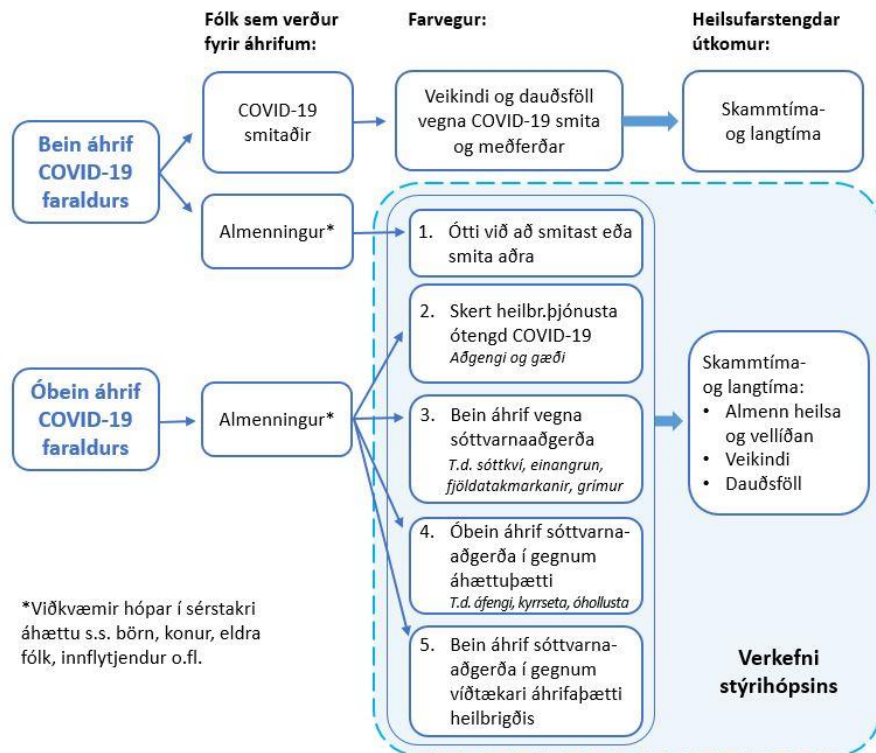 Fólk sem verður
fyrir áhrifum:
Farvegur:
Heilsufarstengdar
útkomur:
Bein áhrif
COVID-19
faraldurs
COVID-19
smitaðir
Veikindi og dauðsföll
vegna COVID-19 smita
og meðferðar
Skammtíma-
og langtíma
Almenningur*
1. Ótti við að smitast eða
smita aðra
2. Skert heilbr.þjónusta
ótengd COVID-19
Aðgengi og gæði
Óbein áhrif
COVID-19
faraldurs
Almenningur*
3. Bein áhrif vegna
sóttvarnaaðgerða
T.d. sóttkví, einangrun,
fjöldatakmarkanir, grímur
4. Óbein áhrif sóttvarna-
aðgerða í gegnum
áhættuþætti
T.d. áfengi, kyrrseta, óhollusta
5. Bein áhrif sóttvarna-
aðgerða í gegnum
víðtækari áhrifaþætti
heilbrigðis
Skammtíma-
og langtíma:
• Almenn heilsa
og vellíðan
• Veikindi
• Dauðsföll
*Viðkvæmir hópar í sérstakri
áhættu s.s. börn, konur, eldra
fólk, innflytjendur o.fl.
Verkefni
stýrihópsins